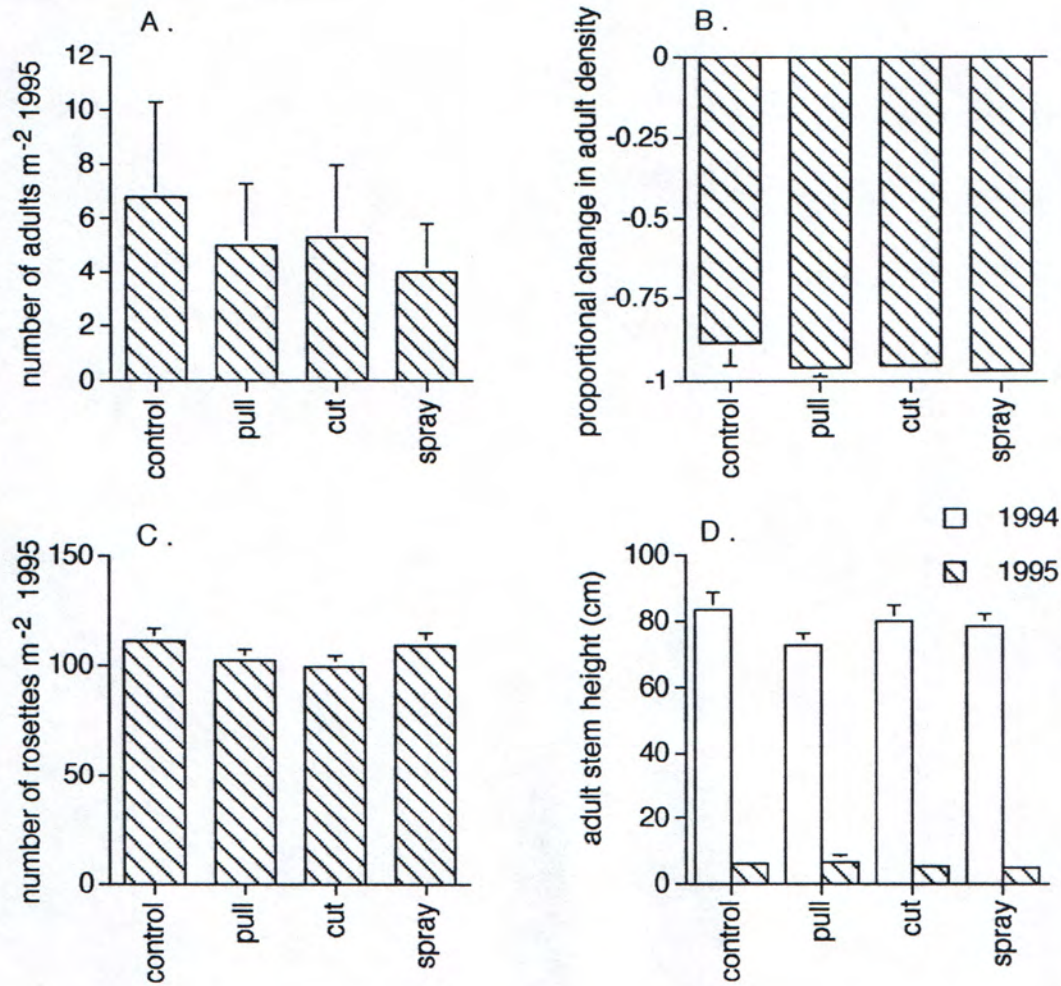 A .
number of adults m-2 1995
12
10
8
6
4
2
0
control
pull
cut
spray
B .
proportional change in adult density
0
-0.25
-0.5
-0.75
-1
control
pull
cut
spray
C .
number of rosettes m-2 1995
150
100
50
0
control
pull
cut
spray
D .
1994
1995
adult stem height (cm)
100
80
60
40
20
0
control
pull
cut
spray